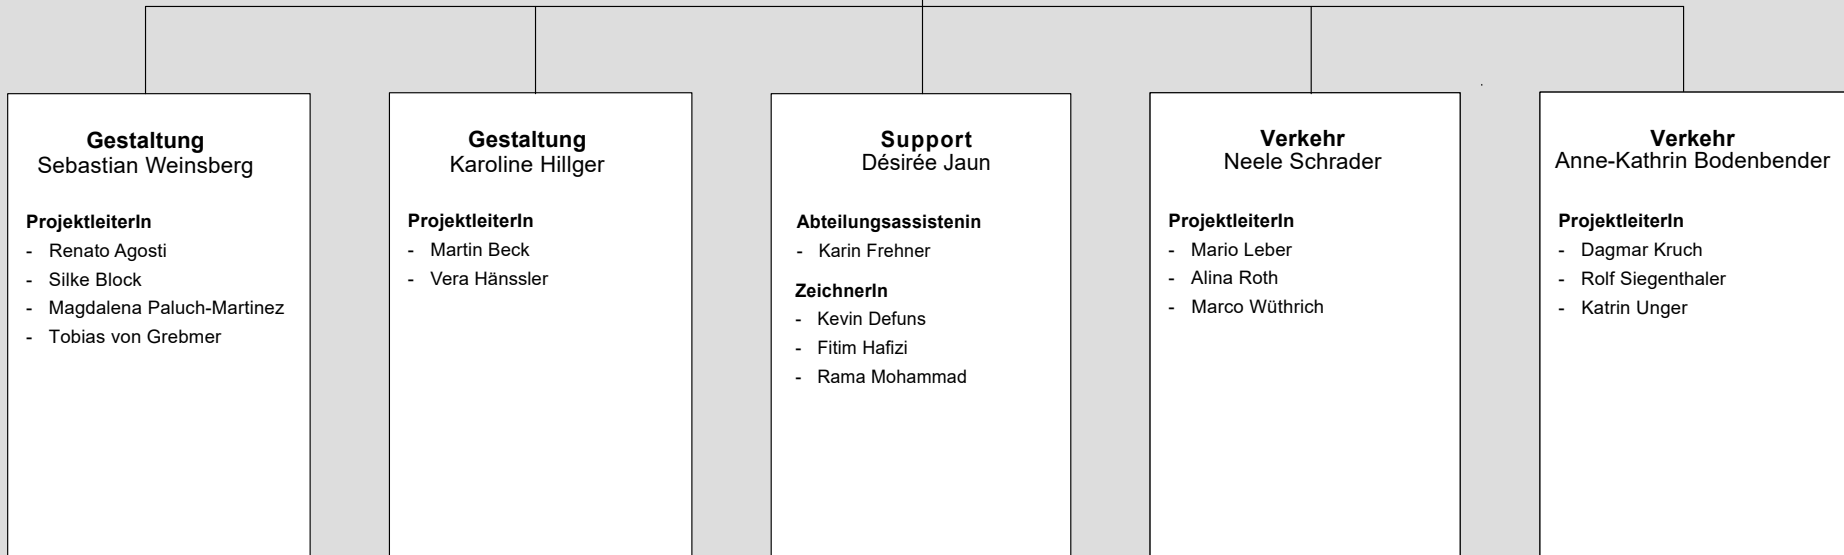 Gestaltung
Sebastian Weinsberg
ProjektleiterIn
- Renato Agosti
- Silke Block
- Magdalena Paluch-Martinez
- Tobias von Grebmer
Gestaltung
Karoline Hillger
ProjektleiterIn
- Martin Beck
- Vera Hänssler
Support
Désirée Jaun
Abteilungsassistenin
- Karin Frehner
ZeichnerIn
- Kevin Defuns
- Fitim Hafizi
- Rama Mohammad
Verkehr
Neele Schrader
ProjektleiterIn
- Mario Leber
- Alina Roth
- Marco Wüthrich
Verkehr
Anne-Kathrin Bodenbender
ProjektleiterIn
- Dagmar Kruch
- Rolf Siegenthaler
- Katrin Unger